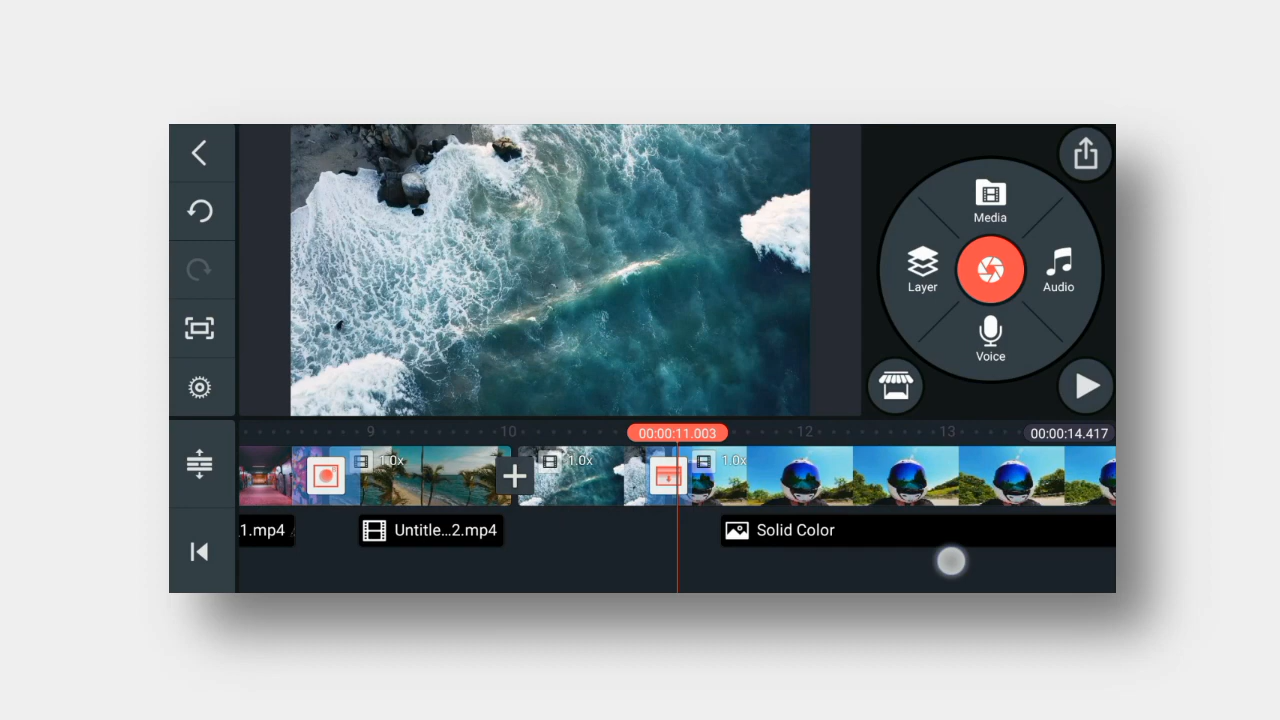 Media
Layer
Audio
Voice
9
10
00:00:11.003
12
13
00:00:14.417
1.0x
1.0x
1.0x
1.mp4
Untitle...2.mp4
Solid Color